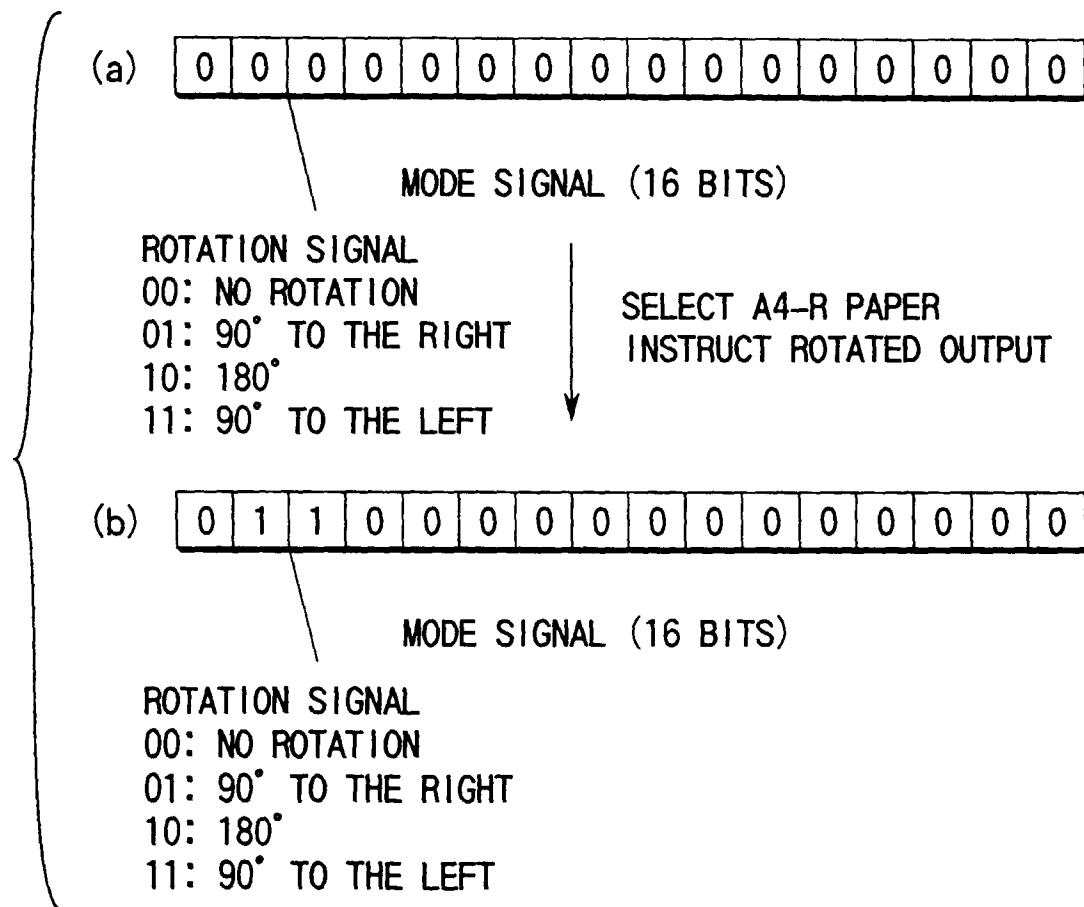 (a) 0 0 0 0 0 0 0 0 0 0 0 0 0 0 0 0
MODE SIGNAL (16 BITS)
ROTATION SIGNAL
00: NO ROTATION
01: 90° TO THE RIGHT
10: 180°
11: 90° TO THE LEFT
SELECT A4-R PAPER
INSTRUCT ROTATED OUTPUT
(b) 0 1 1 0 0 0 0 0 0 0 0 0 0 0 0 0
MODE SIGNAL (16 BITS)
ROTATION SIGNAL
00: NO ROTATION
01: 90° TO THE RIGHT
10: 180°
11: 90° TO THE LEFT